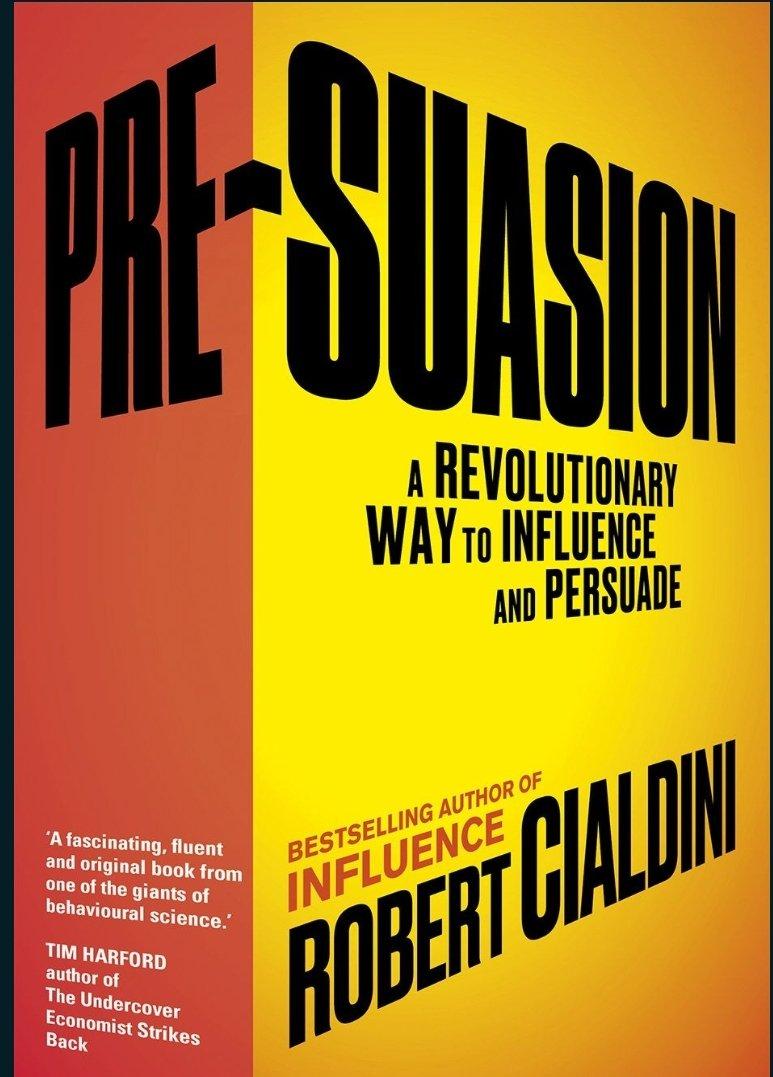 PRE-SUASION
A REVOLUTIONARY
WAY TO INFLUENCE
AND PERSUADE
BESTSELLING AUTHOR OF
INFLUENCE
ROBERT CIALDINI
'A fascinating, fluent
and original book from
one of the giants of
behavioural science.'
TIM HARFORD
author of
The Undercover
Economist Strikes
Back